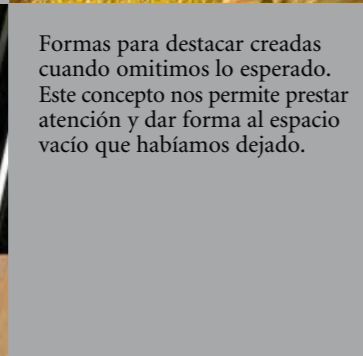 Formas para destacar creadas
cuando omitimos lo esperado.
Este concepto nos permite prestar
atención y dar forma al espacio
vacío que habíamos dejado.